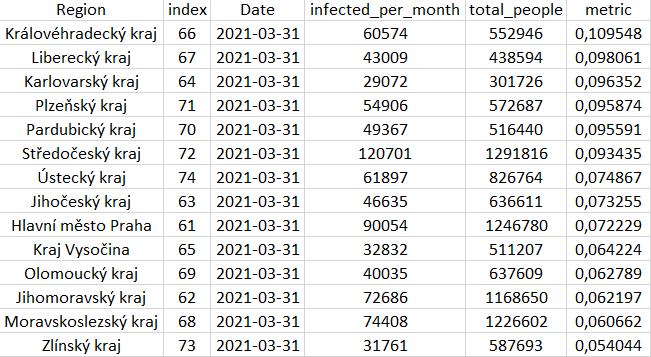 Region index Date infected_per_month total_people metric
Královéhradecký kraj 66 2021-03-31 60574 552946 0,109548
Liberecký kraj 67 2021-03-31 43009 438594 0,098061
Karlovarský kraj 64 2021-03-31 29072 301726 0,096352
Plzeňský kraj 71 2021-03-31 54906 572687 0,095874
Pardubický kraj 70 2021-03-31 49367 516440 0,095591
Středočeský kraj 72 2021-03-31 120701 1291816 0,093435
Ústecký kraj 74 2021-03-31 61897 826764 0,074867
Jihočeský kraj 63 2021-03-31 46635 636611 0,073255
Hlavní město Praha 61 2021-03-31 90054 1246780 0,072229
Kraj Vysočina 65 2021-03-31 32832 511207 0,064224
Olomoucký kraj 69 2021-03-31 40035 637609 0,062789
Jihomoravský kraj 62 2021-03-31 72686 1168650 0,062197
Moravskoslezský kraj 68 2021-03-31 74408 1226602 0,060662
Zlínský kraj 73 2021-03-31 31761 587693 0,054044